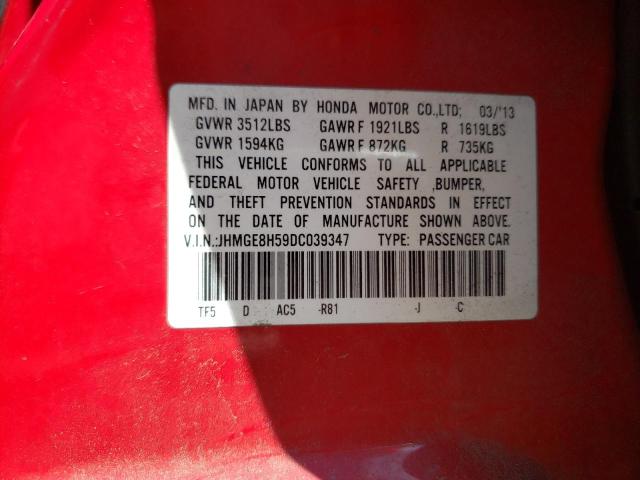 MFD. IN JAPAN BY HONDA MOTOR CO.,LTD; 03/'13
GVWR 3512LBS GAWR F 1921LBS R 1619LBS
GVWR 1594KG GAWR F 872KG R 735KG
THIS VEHICLE CONFORMS TO ALL APPLICABLE
FEDERAL MOTOR VEHICLE SAFETY ,BUMPER,
AND THEFT PREVENTION STANDARDS IN EFFECT
ON THE DATE OF MANUFACTURE SHOWN ABOVE.
V.I.N.:JHMGE8H59DC039347 TYPE: PASSENGER CAR
TF5 D AC5 -R81 -J -C